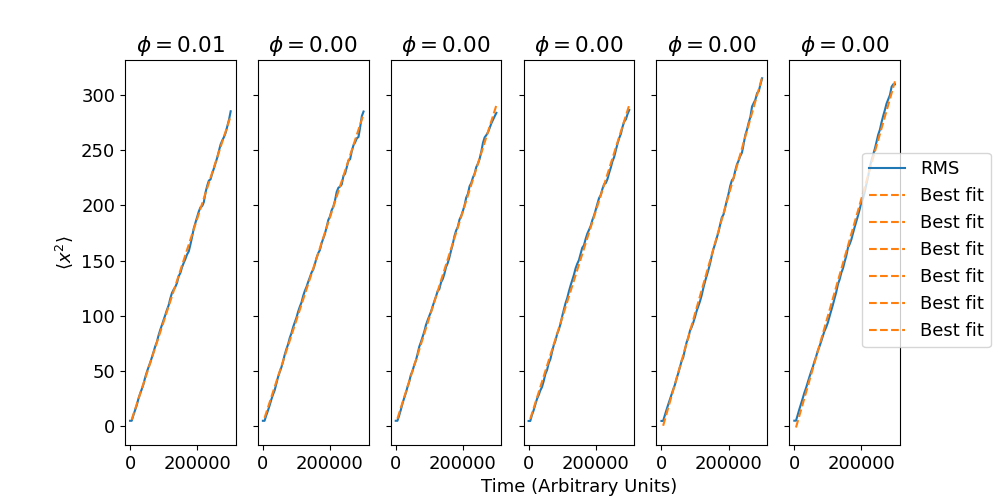 ϕ = 0.01 ϕ = 0.00 ϕ = 0.00 ϕ = 0.00 ϕ = 0.00 ϕ = 0.00
300
250
200
150
100
50
0
⟨x²⟩
0 200000 0 200000 0 200000 0 200000 0 200000 0 200000
Time (Arbitrary Units)
RMS
Best fit
Best fit
Best fit
Best fit
Best fit
Best fit